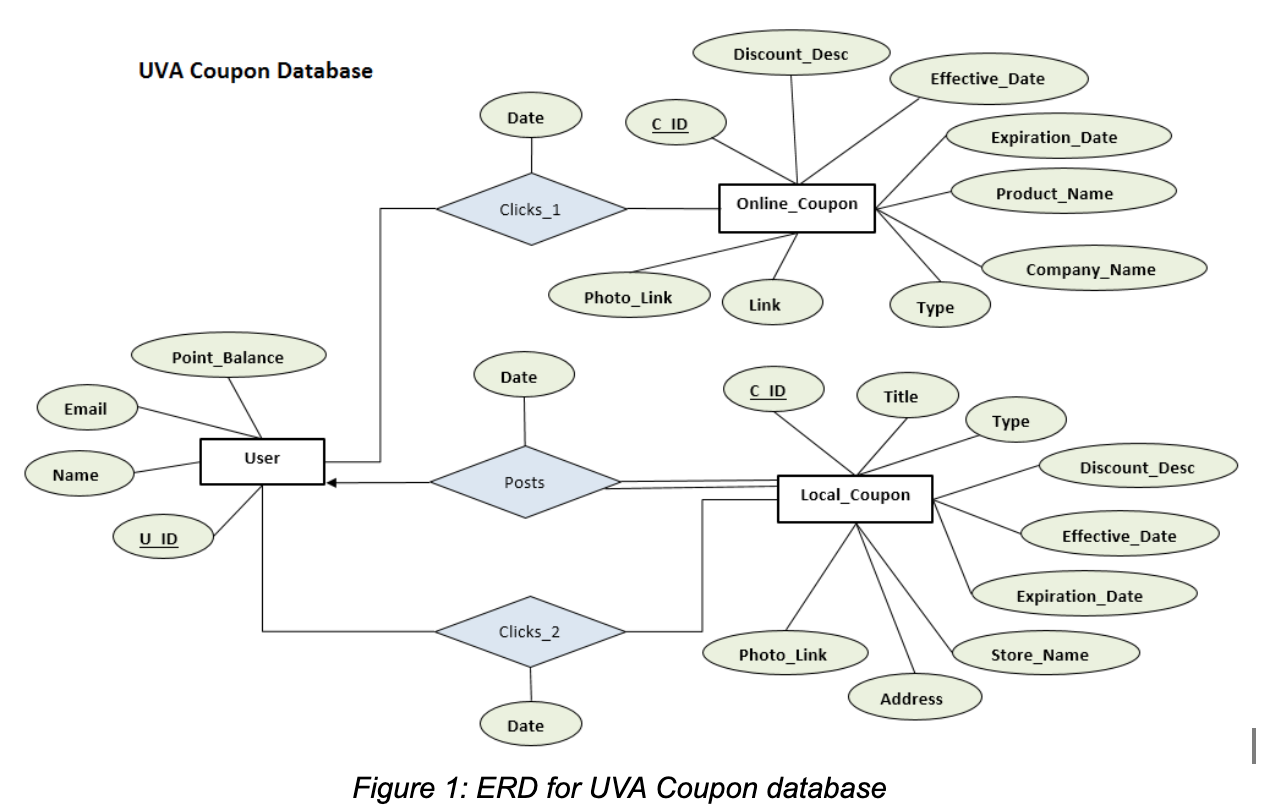 UVA Coupon Database
Discount_Desc
Effective_Date
Date
C_ID
Expiration_Date
Product_Name
Clicks_1
Online_Coupon
Company_Name
Photo_Link
Link
Type
Point_Balance
Date
C_ID
Title
Email
Type
User
Discount_Desc
Name
Posts
Local_Coupon
U_ID
Effective_Date
Expiration_Date
Clicks_2
Photo_Link
Store_Name
Address
Date
Figure 1: ERD for UVA Coupon database